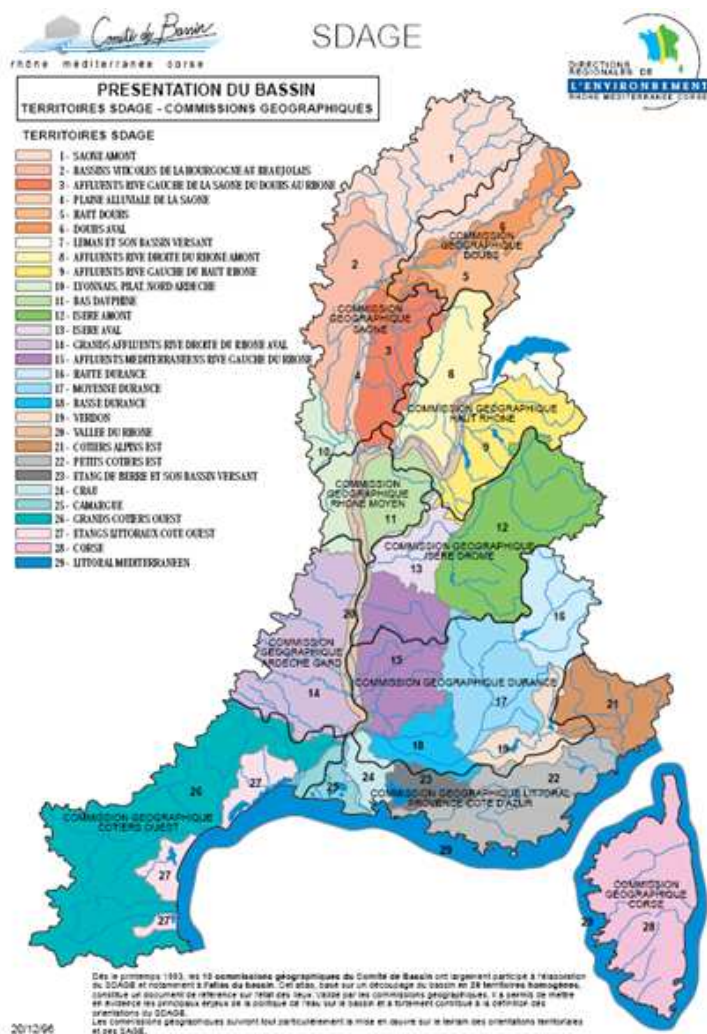 Comité de Bassin
rhône méditerranée corse
SDAGE
DIRECTIONS
REGIONALES DE
L'ENVIRONNEMENT
RHONE MEDITERRANEE CORSE
PRESENTATION DU BASSIN
TERRITOIRES SDAGE - COMMISSIONS GEOGRAPHIQUES
TERRITOIRES SDAGE
1 - SAONE AMONT
2 - BASSINS VITICOLES DE LA BOURGOGNE AU BEAUJOLAIS
3 - AFFLUENTS RIVE GAUCHE DE LA SAONE DU DOUBS AU RHONE
4 - PLAINE ALLUVIALE DE LA SAONE
5 - HAUT DOUBS
6 - DOUBS AVAL
7 - LEMAN ET SON BASSIN VERSANT
8 - AFFLUENTS RIVE DROITE DU RHONE AMONT
9 - AFFLUENTS RIVE GAUCHE DU HAUT RHONE
10 - LYONNAIS, PILAT, NORD ARDECHE
11 - BAS DAUPHINE
12 - ISERE AMONT
13 - ISERE AVAL
14 - GRANDS AFFLUENTS RIVE DROITE DU RHONE AVAL
15 - AFFLUENTS MEDITERRANEENS RIVE GAUCHE DU RHONE
16 - HAUTE DURANCE
17 - MOYENNE DURANCE
18 - BASSE DURANCE
19 - VERDON
20 - VALLEE DU RHONE
21 - COTIERS ALPINS EST
22 - PETITS COTIERS EST
23 - ETANG DE BERRE ET SON BASSIN VERSANT
24 - CRAU
25 - CAMARGUE
26 - GRANDS COTIERS OUEST
27 - ETANGS LITTORAUX COTE OUEST
28 - CORSE
29 - LITTORAL MEDITERRANEEN
1
6
COMMISSION
GEOGRAPHIQUE
DOUBS
5
2
COMMISSION
GEOGRAPHIQUE
SAONE
3
4
8
7
COMMISSION GEOGRAPHIQUE
HAUT RHONE
9
10
COMMISSION
GEOGRAPHIQUE
RHONE MOYEN
11
12
COMMISSION GEOGRAPHIQUE
ISERE DROME
13
20
16
COMMISSION
GEOGRAPHIQUE
ARDECHE GARD
14
15
COMMISSION GEOGRAPHIQUE DURANCE
17
21
18
19
27
26
25
24
23
22
COMMISSION GEOGRAPHIQUE LITTORAL
PROVENCE COTE D'AZUR
COMMISSION GEOGRAPHIQUE
COTIERS OUEST
29
27
27
COMMISSION
GEOGRAPHIQUE
CORSE
29
28
Dès le printemps 1993, les 10 commissions géographiques du Comité de Bassin ont largement participé à l'élaboration
du SDAGE et notamment à l'atlas du bassin. Cet atlas, basé sur un découpage du bassin en 29 territoires homogènes,
constitue un document de référence sur l'état des lieux. Validé par les commissions géographiques, il a permis de mettre
en évidence les principaux enjeux de la politique de l'eau sur le bassin et a fortement contribué à la définition des
orientations du SDAGE.
Les commissions géographiques suivront tout particulièrement la mise en œuvre sur le terrain des orientations territoriales
et des SAGE.
20/12/96